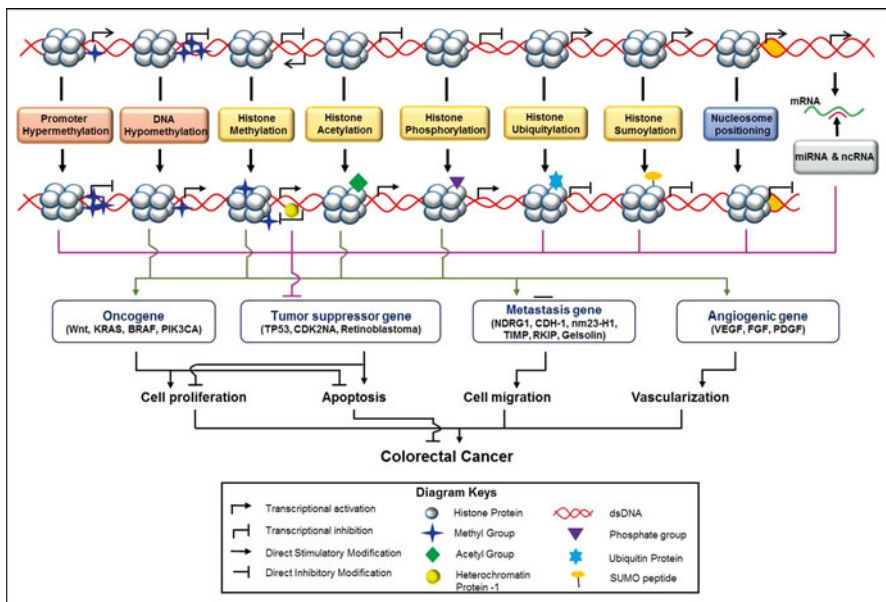 mRNA
Promoter
Hypermethylation
DNA
Hypomethylation
Histone
Methylation
Histone
Acetylation
Histone
Phosphorylation
Histone
Ubiquitylation
Histone
Sumoylation
Nucleosome
positioning
miRNA & ncRNA
Oncogene
(Wnt, KRAS, BRAF, PIK3CA)
Tumor suppressor gene
(TP53, CDK2NA, Retinoblastoma)
Metastasis gene
(NDRG1, CDH-1, nm23-H1,
TIMP, RKIP, Gelsolin)
Angiogenic gene
(VEGF, FGF, PDGF)
Cell proliferation
Apoptosis
Cell migration
Vascularization
Colorectal Cancer
Diagram Keys
Transcriptional activation
Transcriptional inhibition
Direct Stimulatory Modification
Direct Inhibitory Modification
Histone Protein
Methyl Group
Acetyl Group
Heterochromatin
Protein -1
dsDNA
Phosphate group
Ubiquitin Protein
SUMO peptide